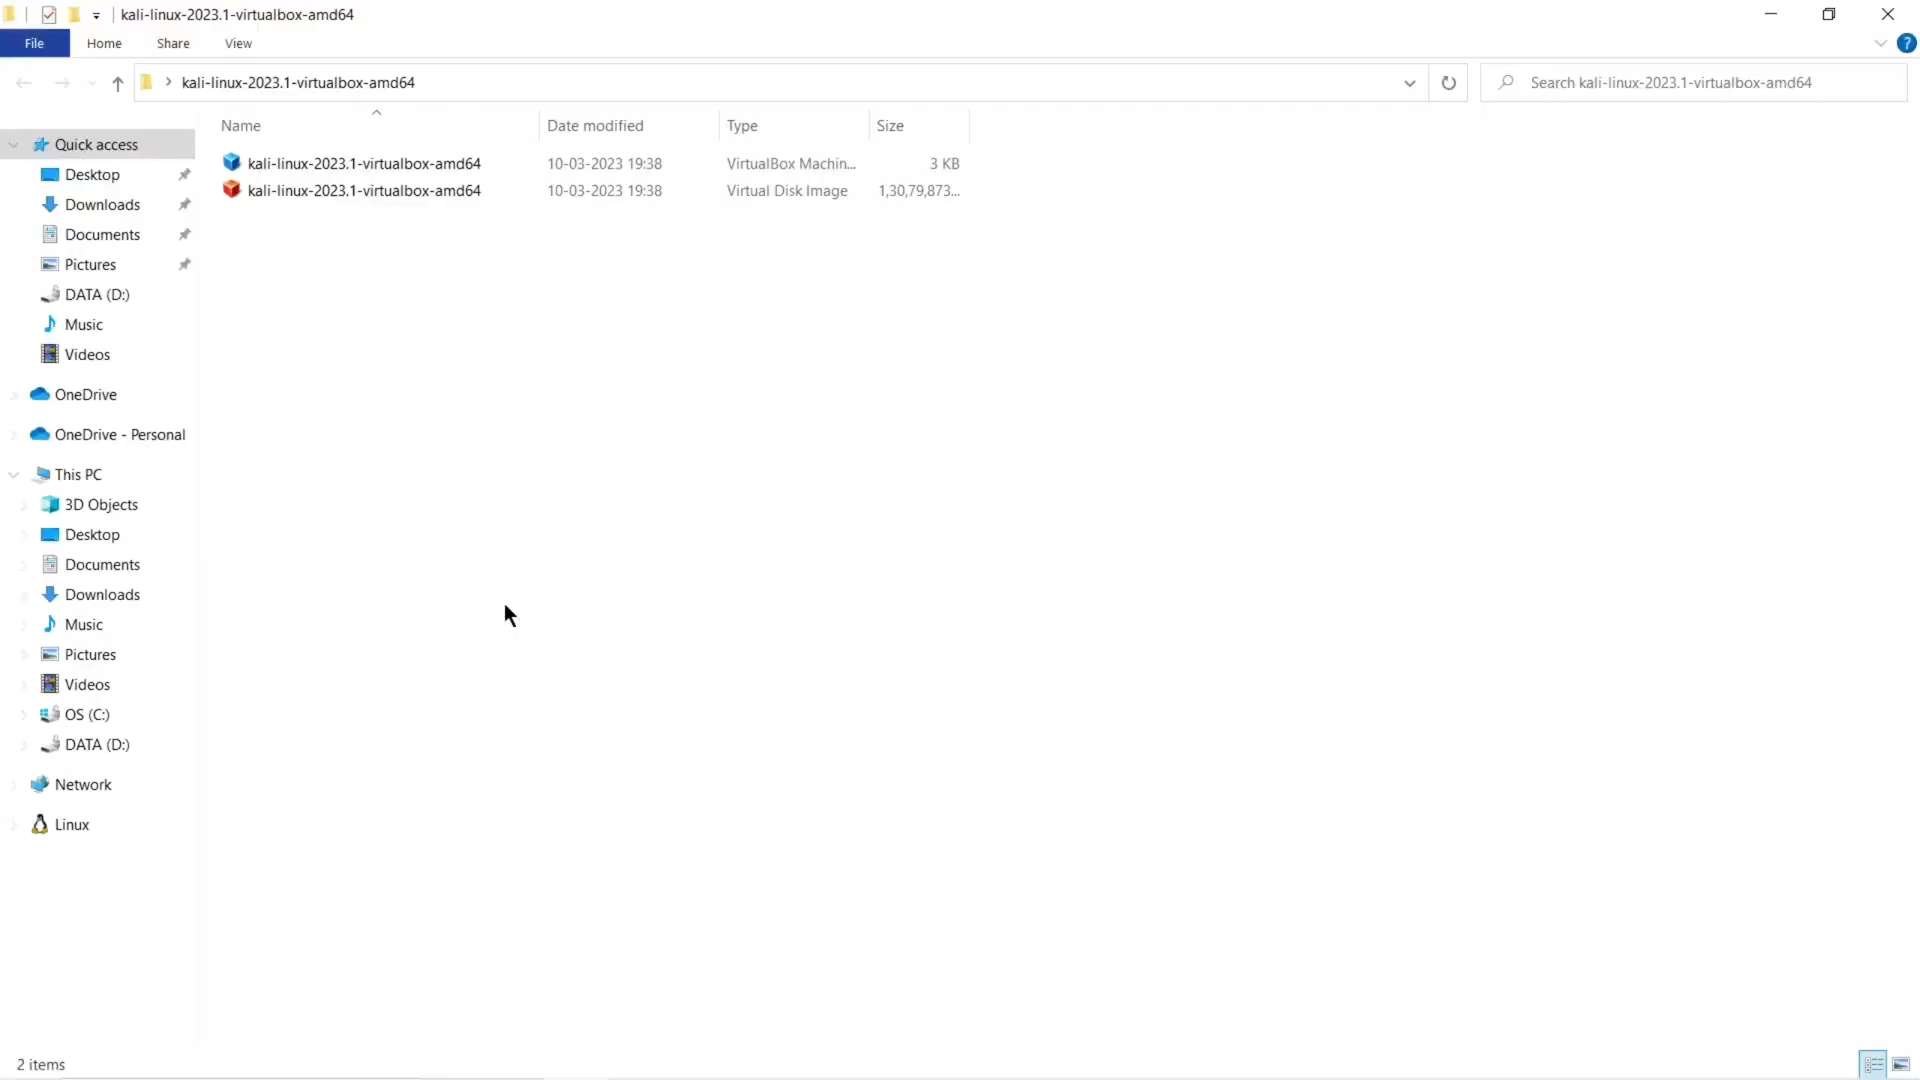 kali-linux-2023.1-virtualbox-amd64
File Home Share View
kali-linux-2023.1-virtualbox-amd64
Search kali-linux-2023.1-virtualbox-amd64
Name Date modified Type Size
kali-linux-2023.1-virtualbox-amd64 10-03-2023 19:38 VirtualBox Machin... 3 KB
kali-linux-2023.1-virtualbox-amd64 10-03-2023 19:38 Virtual Disk Image 1,30,79,873...
Quick access
Desktop
Downloads
Documents
Pictures
DATA (D:)
Music
Videos
OneDrive
OneDrive - Personal
This PC
3D Objects
Desktop
Documents
Downloads
Music
Pictures
Videos
OS (C:)
DATA (D:)
Network
Linux
2 items